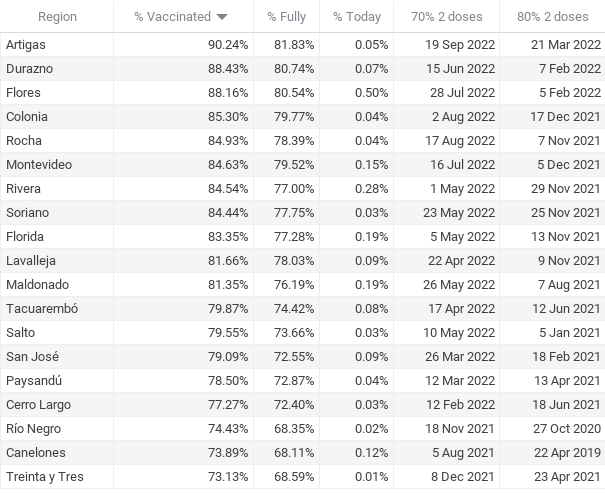 Region % Vaccinated % Fully % Today 70% 2 doses 80% 2 doses
Artigas 90.24% 81.83% 0.05% 19 Sep 2022 21 Mar 2022
Durazno 88.43% 80.74% 0.07% 15 Jun 2022 7 Feb 2022
Flores 88.16% 80.54% 0.50% 28 Jul 2022 5 Feb 2022
Colonia 85.30% 79.77% 0.04% 2 Aug 2022 17 Dec 2021
Rocha 84.93% 78.39% 0.04% 17 Aug 2022 7 Nov 2021
Montevideo 84.63% 79.52% 0.15% 16 Jul 2022 5 Dec 2021
Rivera 84.54% 77.00% 0.28% 1 May 2022 29 Nov 2021
Soriano 84.44% 77.75% 0.03% 23 May 2022 25 Nov 2021
Florida 83.35% 77.28% 0.19% 5 May 2022 13 Nov 2021
Lavalleja 81.66% 78.03% 0.09% 22 Apr 2022 9 Nov 2021
Maldonado 81.35% 76.19% 0.19% 26 May 2022 7 Aug 2021
Tacuarembó 79.87% 74.42% 0.08% 17 Apr 2022 12 Jun 2021
Salto 79.55% 73.66% 0.03% 10 May 2022 5 Jan 2021
San José 79.09% 72.55% 0.09% 26 Mar 2022 18 Feb 2021
Paysandú 78.50% 72.87% 0.04% 12 Mar 2022 13 Apr 2021
Cerro Largo 77.27% 72.40% 0.03% 12 Feb 2022 18 Jun 2021
Río Negro 74.43% 68.35% 0.02% 18 Nov 2021 27 Oct 2020
Canelones 73.89% 68.11% 0.12% 5 Aug 2021 22 Apr 2019
Treinta y Tres 73.13% 68.59% 0.01% 8 Dec 2021 23 Apr 2021